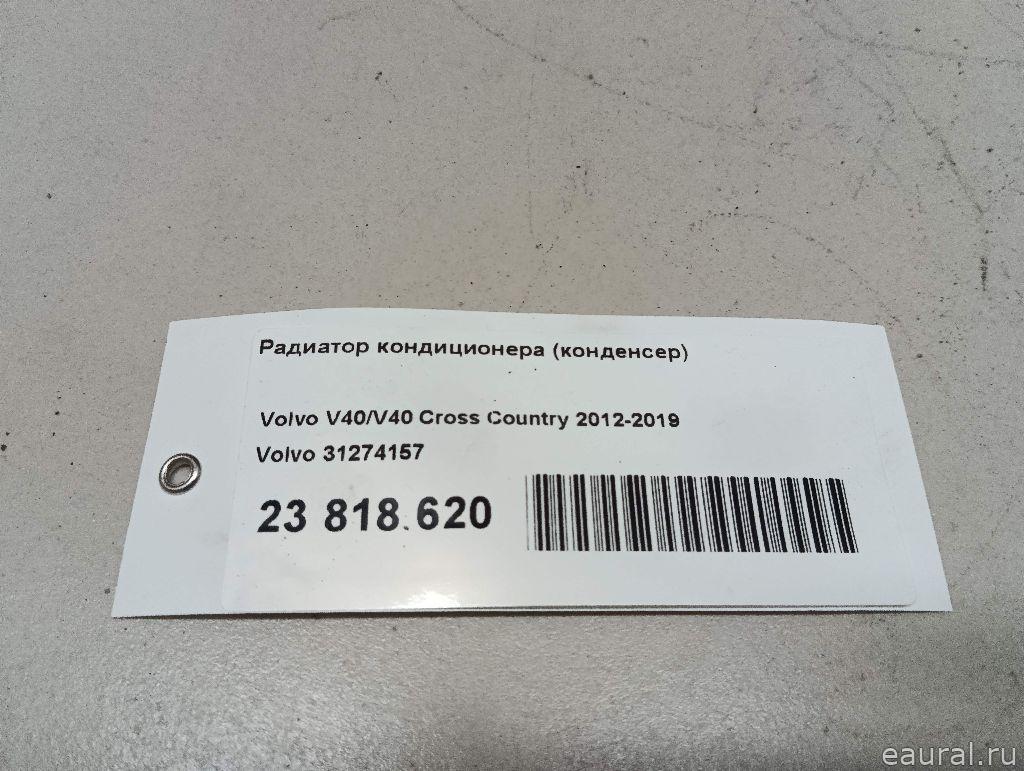 Радиатор кондиционера (конденсер)
Volvo V40/V40 Cross Country 2012-2019
Volvo 31274157
23 818.620
eaural.ru